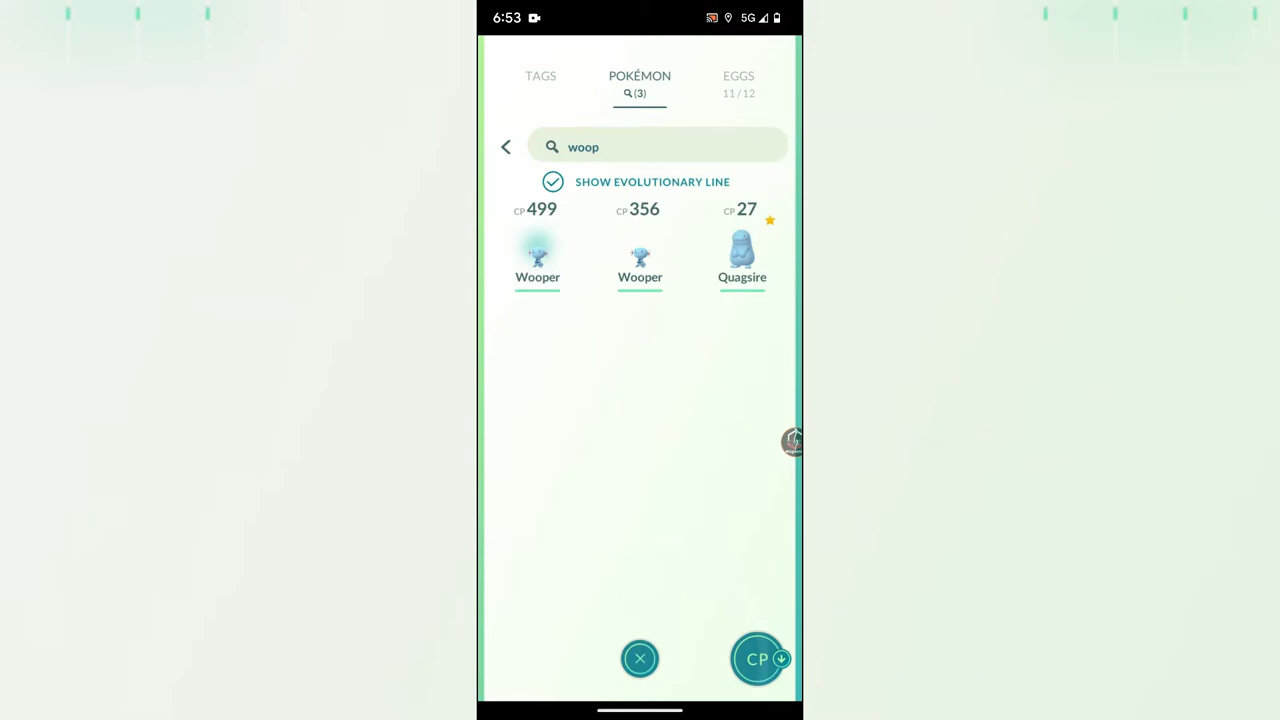 6:53
5G
TAGS
POKÉMON
EGGS
(3)
11/12
woop
SHOW EVOLUTIONARY LINE
CP499
CP356
CP27
Wooper
Wooper
Quagsire
CP